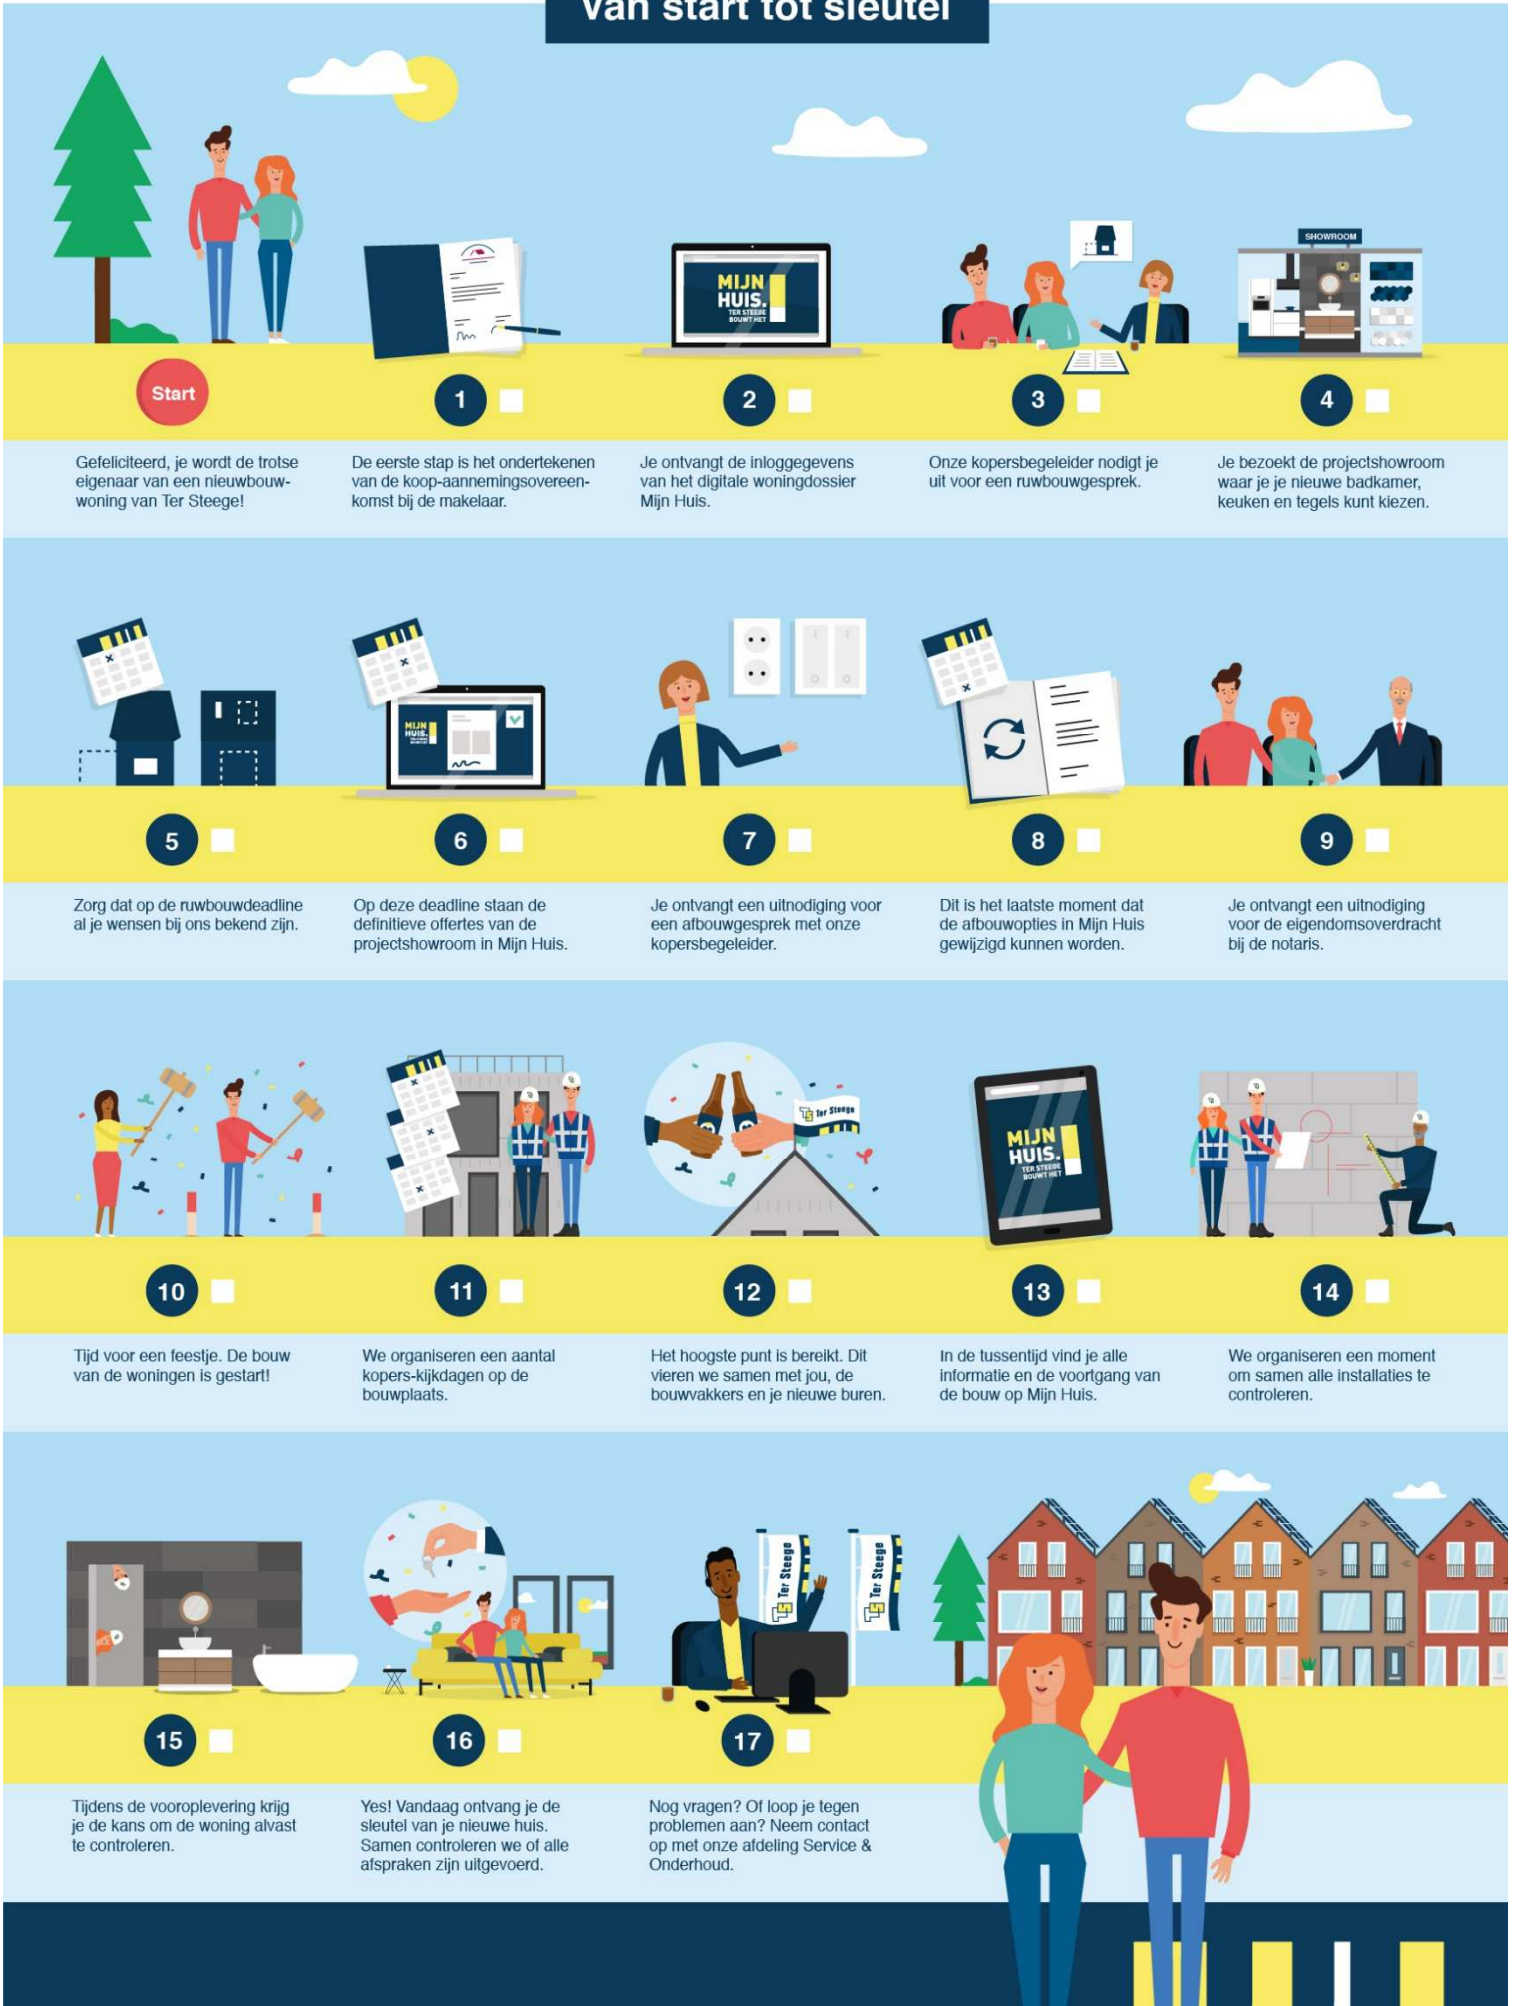 van start tot sleutel
SHOWROOM
MIJN
HUIS.
TER STEEGE
BOUWT HET
Start
1
2
3
4
Gefeliciteerd, je wordt de trotse
eigenaar van een nieuwbouw-
woning van Ter Steege!
De eerste stap is het ondertekenen
van de koop-aannemingsovereen-
komst bij de makelaar.
Je ontvangt de inloggegevens
van het digitale woningdossier
Mijn Huis.
Onze kopersbegeleider nodigt je
uit voor een ruwbouwgesprek.
Je bezoekt de projectshowroom
waar je je nieuwe badkamer,
keuken en tegels kunt kiezen.
MIJN
HUIS.
TER STEEGE
BOUWT HET
5
6
7
8
9
Zorg dat op de ruwbouwdeadline
al je wensen bij ons bekend zijn.
Op deze deadline staan de
definitieve offertes van de
projectshowroom in Mijn Huis.
Je ontvangt een uitnodiging voor
een afbouwgesprek met onze
kopersbegeleider.
Dit is het laatste moment dat
de afbouwopties in Mijn Huis
gewijzigd kunnen worden.
Je ontvangt een uitnodiging
voor de eigendomsoverdracht
bij de notaris.
TS Ter Steege
MIJN
HUIS.
TER STEEGE
BOUWT HET
10
11
12
13
14
Tijd voor een feestje. De bouw
van de woningen is gestart!
We organiseren een aantal
kopers-kijkdagen op de
bouwplaats.
Het hoogste punt is bereikt. Dit
vieren we samen met jou, de
bouwvakkers en je nieuwe buren.
In de tussentijd vind je alle
informatie en de voortgang van
de bouw op Mijn Huis.
We organiseren een moment
om samen alle installaties te
controleren.
TS Ter Steege
TS Ter Steege
15
16
17
Tijdens de vooroplevering krijg
je de kans om de woning alvast
te controleren.
Yes! Vandaag ontvang je de
sleutel van je nieuwe huis.
Samen controleren we of alle
afspraken zijn uitgevoerd.
Nog vragen? Of loop je tegen
problemen aan? Neem contact
op met onze afdeling Service &
Onderhoud.